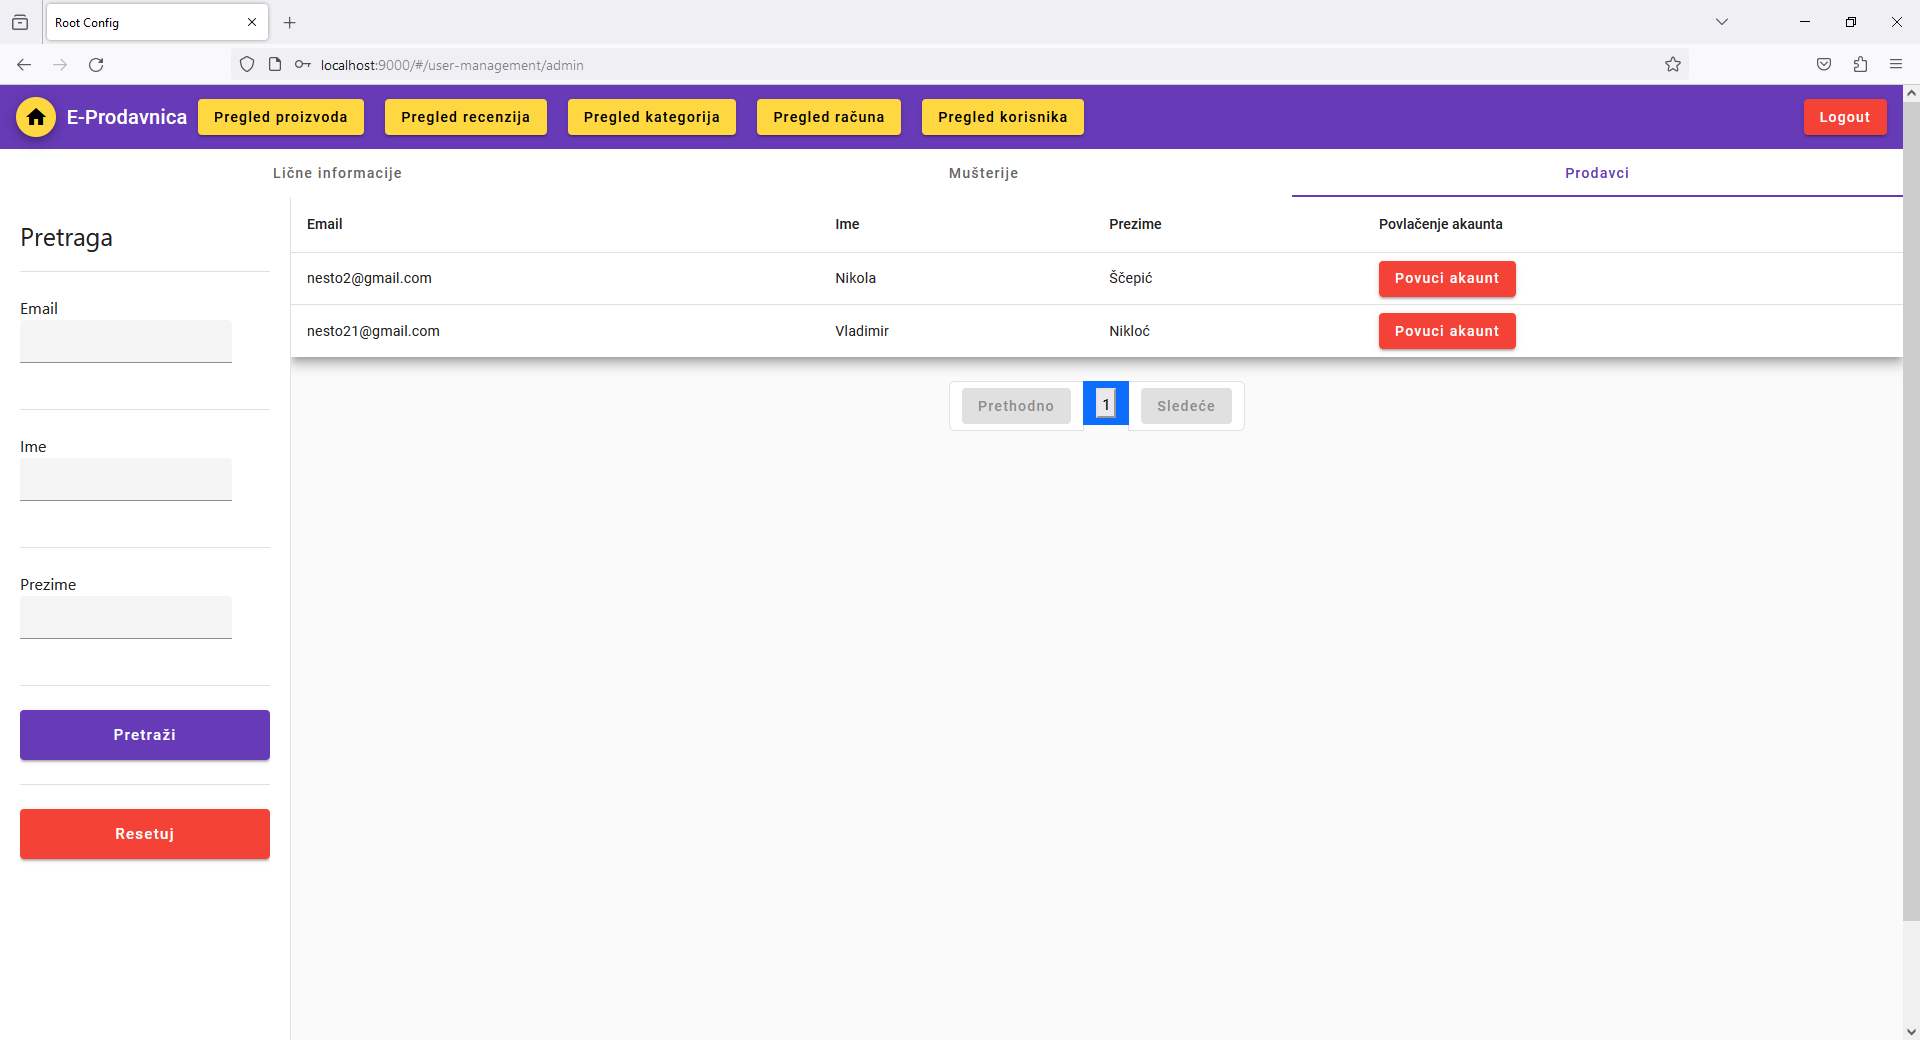 Root Config
localhost:9000/#/user-management/admin
E-Prodavnica Pregled proizvoda Pregled recenzija Pregled kategorija Pregled računa Pregled korisnika Logout
Lične informacije Mušterije Prodavci
Pretraga
Email
Ime
Prezime
Pretraži
Resetuj
Email Ime Prezime Povlačenje akaunta
nesto2@gmail.com Nikola Ščepić Povuci akaunt
nesto21@gmail.com Vladimir Nikloć Povuci akaunt
Prethodno 1 Sledeće